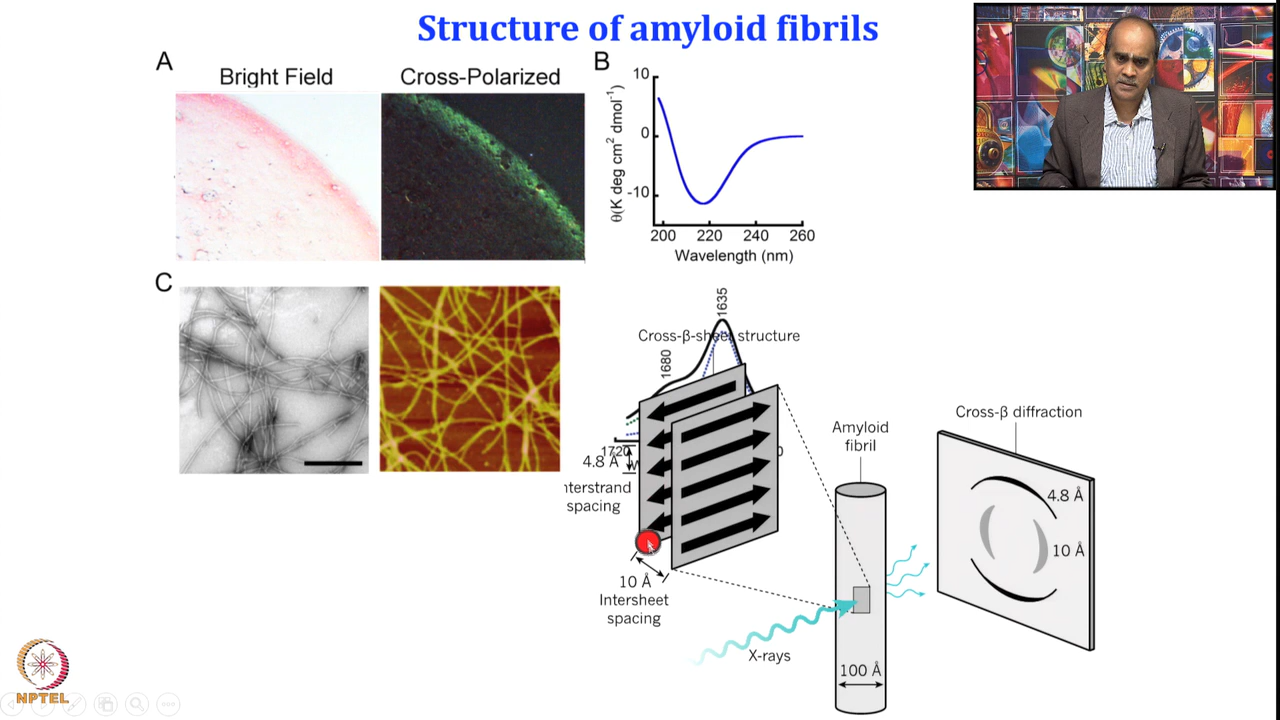 Structure of amyloid fibrils
A
Bright Field
Cross-Polarized
B
10
0
-10
θ(K deg cm² dmol⁻¹)
200 220 240 260
Wavelength (nm)
C
1635
1680
Cross-β-sheet structure
1720
0
W
4.8 Å
nterstrand
spacing
10 Å
Intersheet
spacing
X-rays
Amyloid
fibril
100 Å
Cross-β diffraction
4.8 Å
10 Å
NPTEL